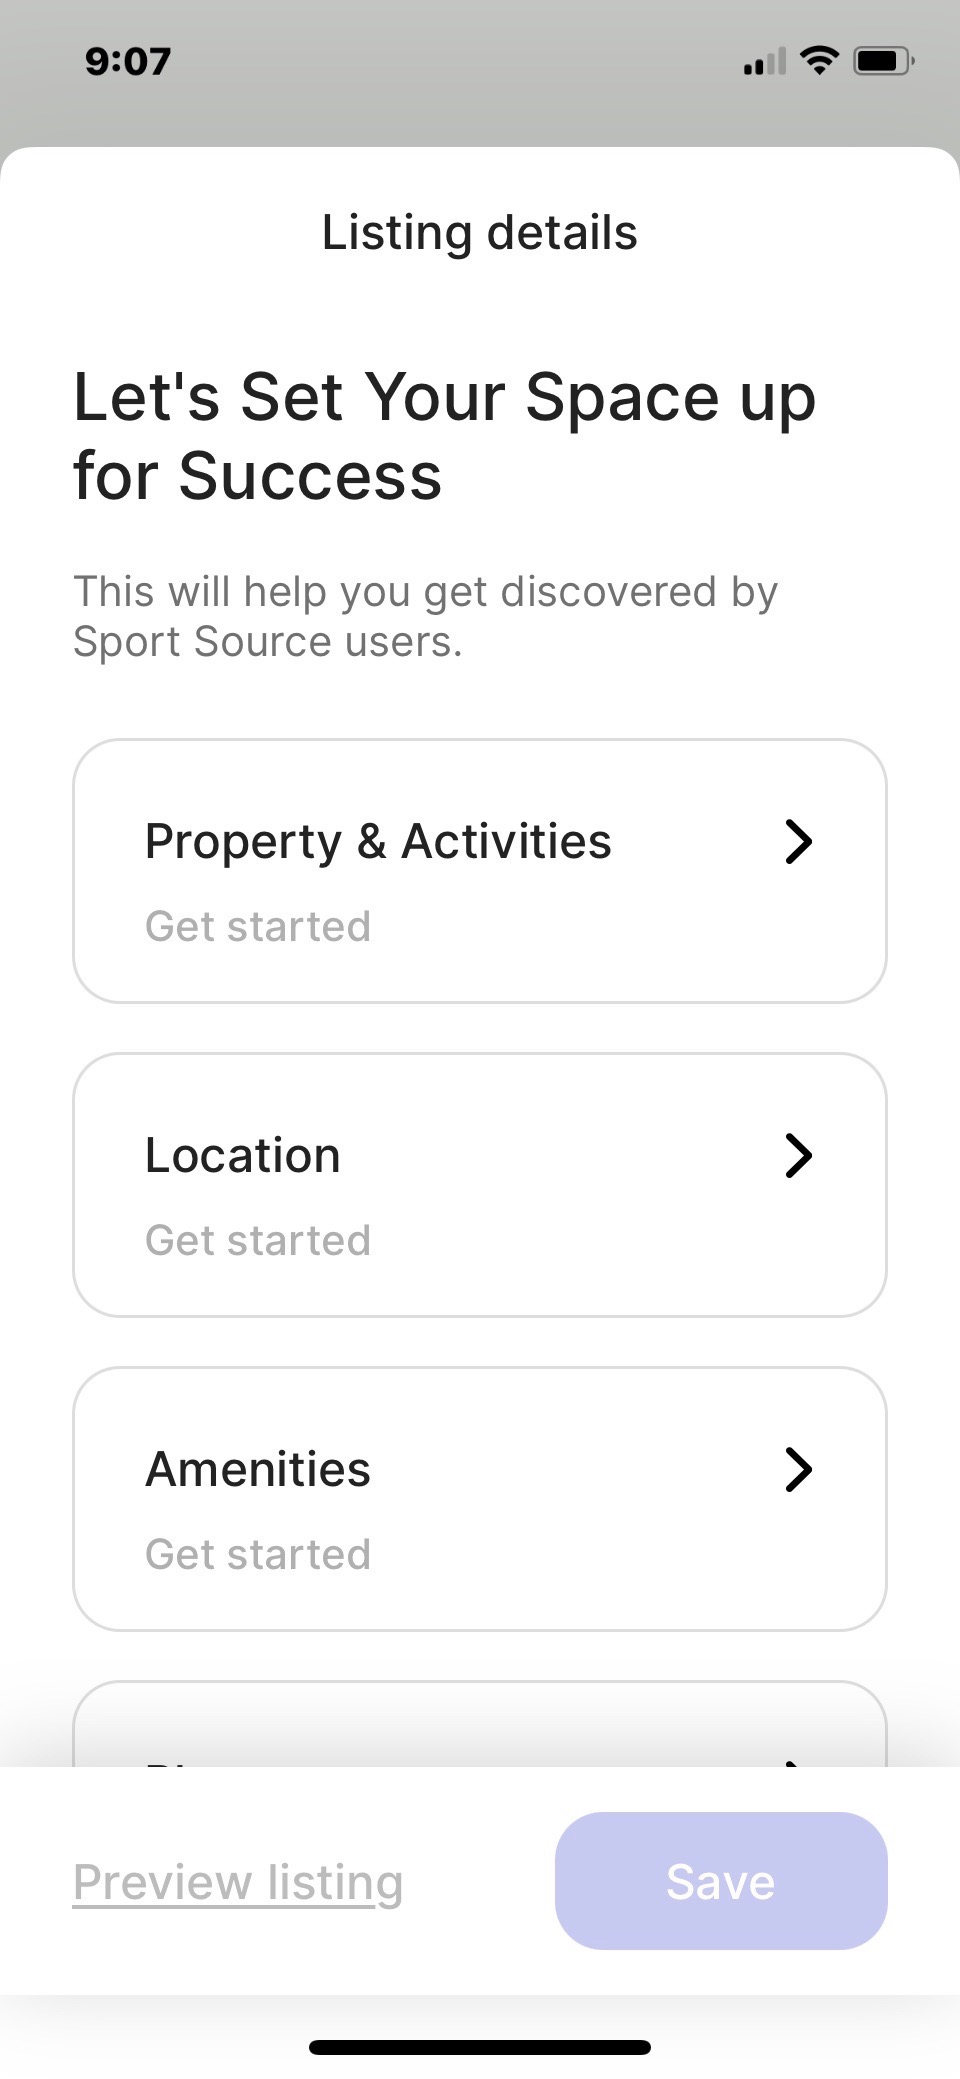 9:07
Listing details
Let's Set Your Space up
for Success
This will help you get discovered by
Sport Source users.
Property & Activities
Get started
Location
Get started
Amenities
Get started
Preview listing
Save